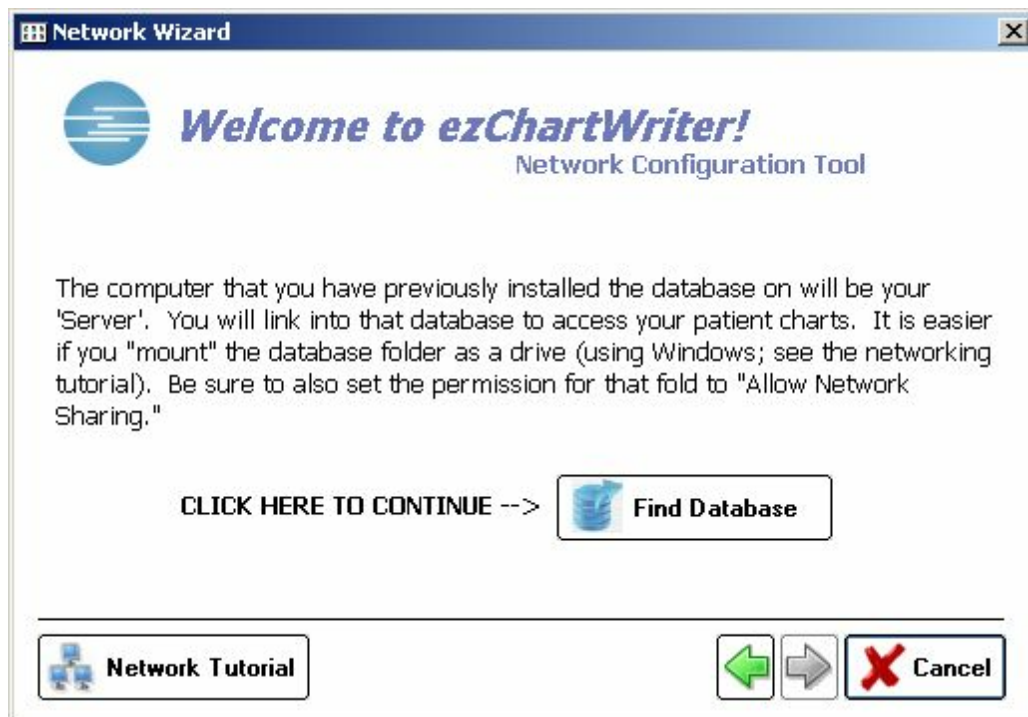 Network Wizard
Welcome to ezChartWriter!
Network Configuration Tool
The computer that you have previously installed the database on will be your
'Server'.  You will link into that database to access your patient charts.  It is easier
if you "mount" the database folder as a drive (using Windows; see the networking
tutorial).  Be sure to also set the permission for that fold to "Allow Network
Sharing."
CLICK HERE TO CONTINUE --> Find Database
Network Tutorial Cancel